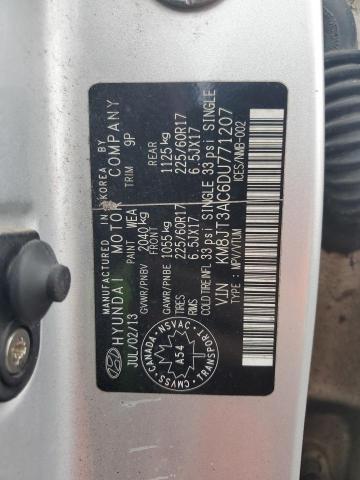 MANUFACTURED IN KOREA BY
HYUNDAI MOTOR COMPANY
JUL/02/13 PAINT WEA TRIM 9P
GVWR/PNBV 2040 kg
FRONT REAR
GAWR/PNBE 1055 kg 1125 kg
TIRES 225/60R17 225/60R17
RIMS 6.5JX17 6.5JX17
COLD TIRE INFL. 33 psi SINGLE 33 psi SINGLE
VIN : KM8JT3AC6DU771207
TYPE : MPV/VTUM ICES/NMB-002
CANADA · NSVAC · TRANSPORT · CMVSS
A54